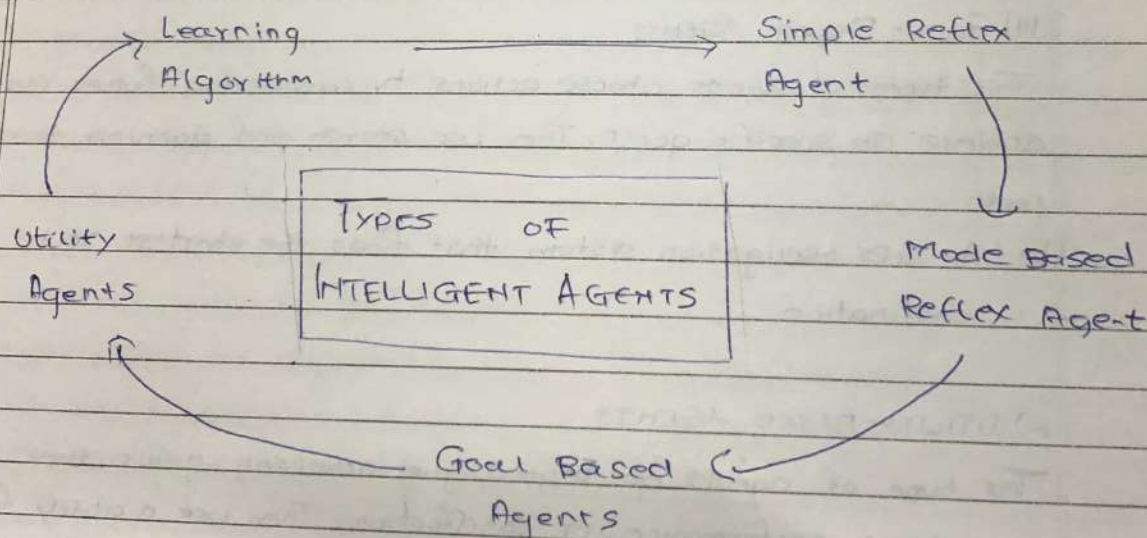 Learning
Algorithm
Simple Reflex
Agent
TYPES OF
INTELLIGENT AGENTS
Utility
Agents
Mode Based
Reflex Agent
Goal Based
Agents